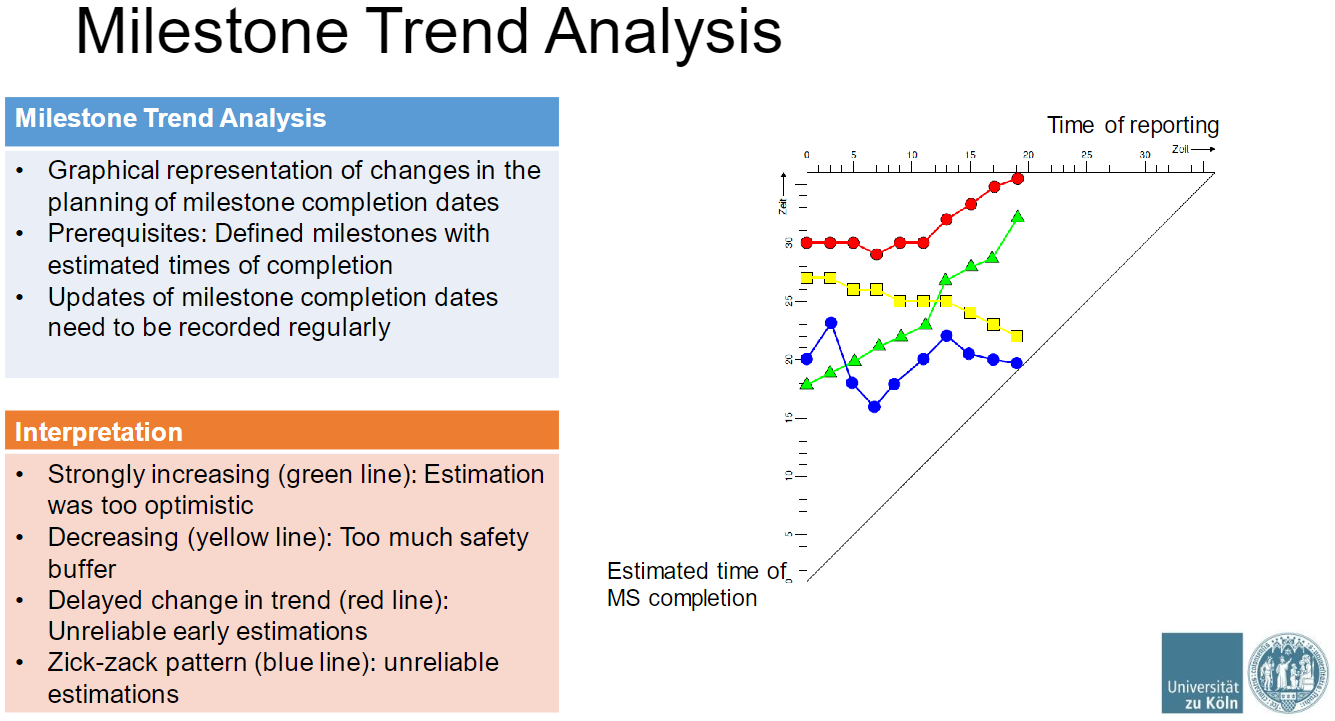 Milestone Trend Analysis
Milestone Trend Analysis
• Graphical representation of changes in the
planning of milestone completion dates
• Prerequisites: Defined milestones with
estimated times of completion
• Updates of milestone completion dates
need to be recorded regularly
Interpretation
• Strongly increasing (green line): Estimation
was too optimistic
• Decreasing (yellow line): Too much safety
buffer
• Delayed change in trend (red line):
Unreliable early estimations
• Zick-zack pattern (blue line): unreliable
estimations
Time of reporting
0 5 10 15 20 25 30 Zeit
Zeit
30
25
20
15
10
5
0
Estimated time of
MS completion
Universität
zu Köln